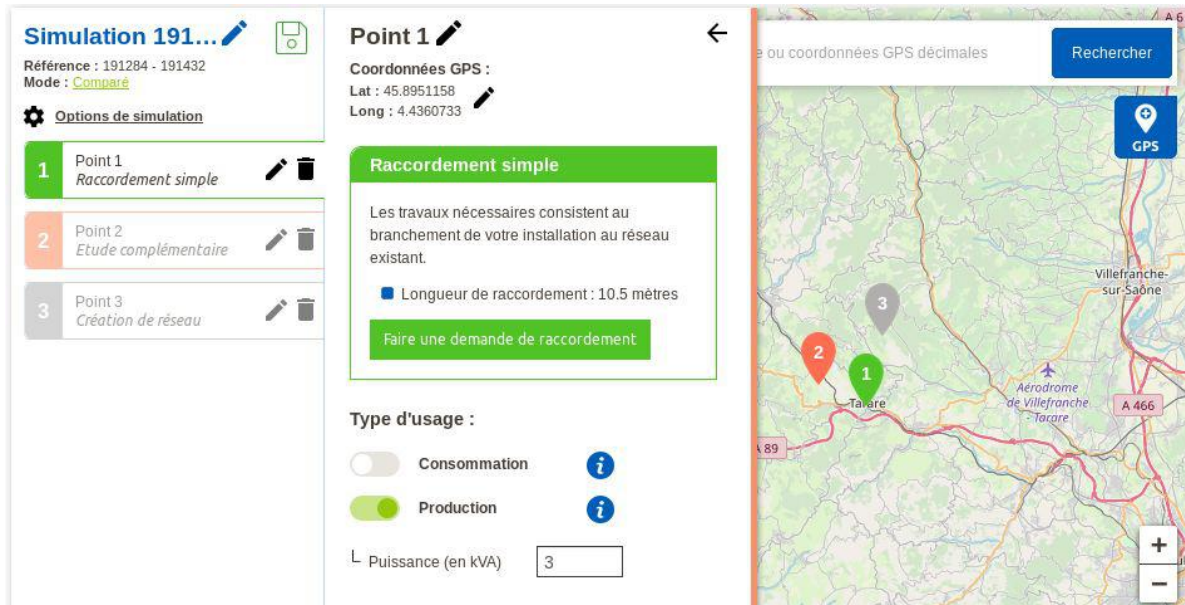 Simulation 191...
Référence : 191284 - 191432
Mode : Comparé
Options de simulation
1
Point 1
Raccordement simple
2
Point 2
Etude complémentaire
3
Point 3
Création de réseau
Point 1
Coordonnées GPS :
Lat : 45.8951158
Long : 4.4360733
Raccordement simple
Les travaux nécessaires consistent au
branchement de votre installation au réseau
existant.
Longueur de raccordement : 10.5 mètres
Faire une demande de raccordement
Type d'usage :
Consommation
i
Production
i
Puissance (en kVA)
3
A 6
e ou coordonnées GPS décimales
Rechercher
GPS
Villefranche-
sur-Saône
3
2
1
Tarare
Aérodrome
de Villefranche
- Tarare
A 466
A 89
+
−